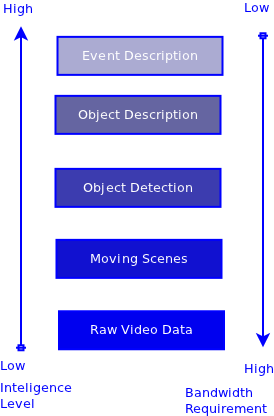 High
Low
Event Description
Object Description
Object Detection
Moving Scenes
Raw Video Data
Low
High
Inteligence
Level
Bandwidth
Requirement